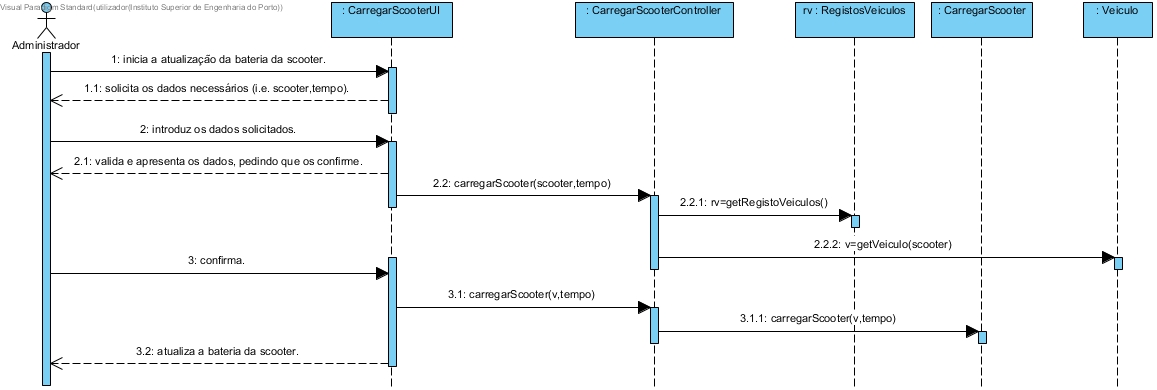 Visual Paradigm Standard(utilizador(Instituto Superior de Engenharia do Porto))
: CarregarScooterUI
: CarregarScooterController
rv : RegistosVeiculos
: CarregarScooter
: Veiculo
Administrador
1: inicia a atualização da bateria da scooter.
1.1: solicita os dados necessários (i.e. scooter,tempo).
2: introduz os dados solicitados.
2.1: valida e apresenta os dados, pedindo que os confirme.
2.2: carregarScooter(scooter,tempo)
2.2.1: rv=getRegistoVeiculos()
2.2.2: v=getVeiculo(scooter)
3: confirma.
3.1: carregarScooter(v,tempo)
3.1.1: carregarScooter(v,tempo)
3.2: atualiza a bateria da scooter.